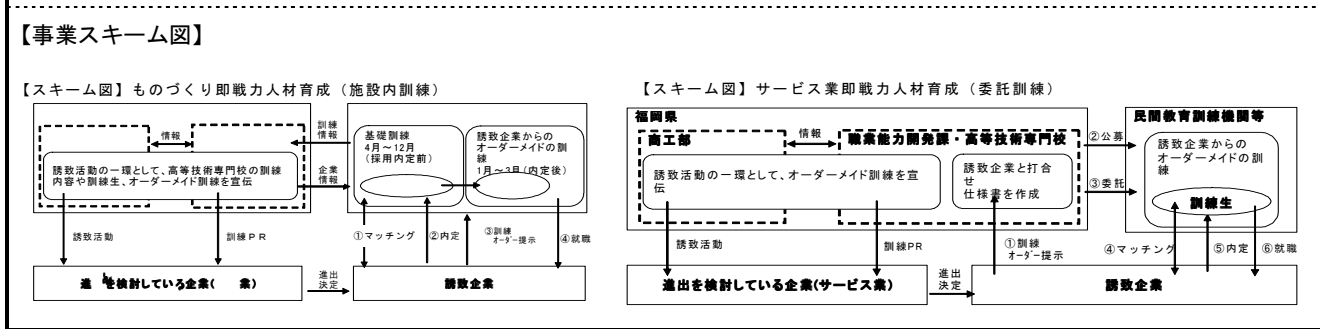 【事業スキーム図】
【スキーム図】ものづくり即戦力人材育成（施設内訓練）
情報
誘致活動の一環として、高等技術専門校の訓練
内容や訓練生、オーダーメイド訓練を宣伝
訓練
情報
企業
情報
基礎訓練
4月～12月
（採用内定前）
誘致企業からの
オーダーメイドの訓
練
1月～3月（内定後）
誘致活動
訓練ＰＲ
①マッチング
②内定
③訓練
オーダー提示
④就職
進 を検討している企業( 業)
進出
決定
誘致企業
【スキーム図】サービス業即戦力人材育成（委託訓練）
福岡県
商工部
情報
職業能力開発課・高等技術専門校
誘致活動の一環として、オーダーメイド訓練を宣
伝
誘致企業と打合
せ
仕様書を作成
②公募
③委託
民間教育訓練機関等
誘致企業からの
オーダーメイドの訓
練
訓練生
誘致活動
訓練PR
①訓練
オーダー提示
④マッチング
⑤内定
⑥就職
進出を検討している企業(サービス業)
進出
決定
誘致企業